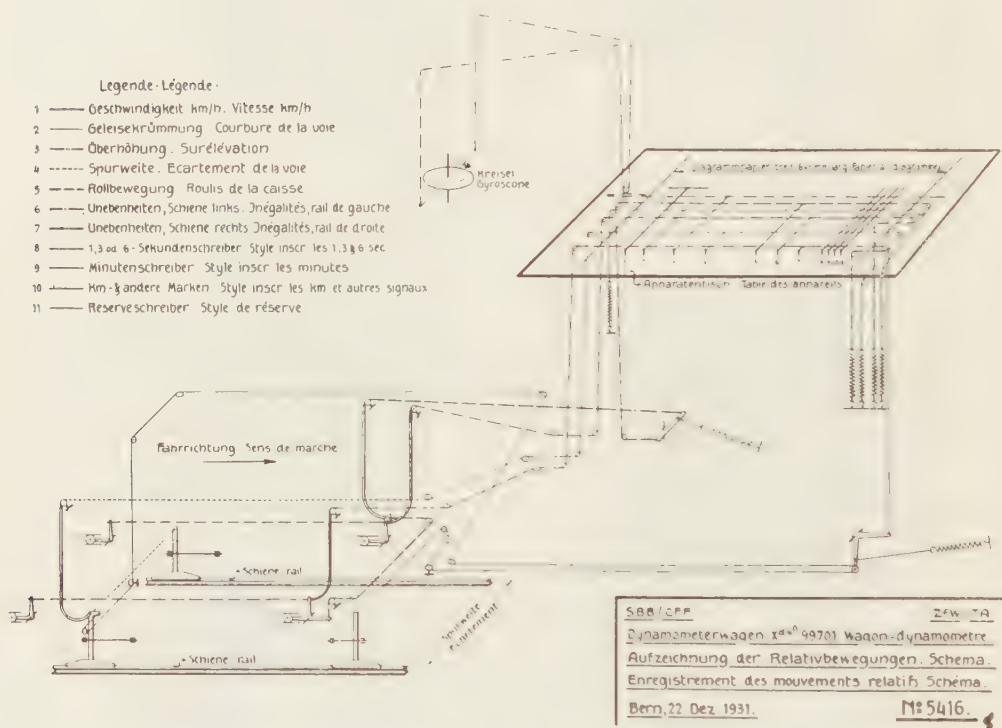 Legende · Légende ·
1 Geschwindigkeit km/h. Vitesse km/h
2 Geleisekrümmung Courbure de la voie
3 Überhöhung . Surélévation
4 Spurweite . Ecartement de la voie
5 Rollbewegung Roulis de la caisse
6 Unebenheiten, Schiene links. Inégalités, rail de gauche
7 Unebenheiten, Schiene rechts Inégalités, rail de droite
8 1,3 od 6-Sekundenschreiber Style inscr les 1,3 & 6 sec
9 Minutenschreiber Style inscr les minutes
10 Km-& andere Marken Style inscr les km et autres signaux
11 Reserveschreiber Style de réserve
Kreisel
Gyroscope
Diagrammpapier Papier à diagrammes
Apparatentisch Table des appareils
Fahrrichtung Sens de marche
Schiene rail
Spurweite
Ecartement
Schiene rail
SBB/CFF
Dynamometerwagen 99701 Wagon-dynamomètre
Aufzeichnung der Relativbewegungen. Schema.
Enregistrement des mouvements relatifs Schéma.
Bern, 22 Dez 1931. No 5416.